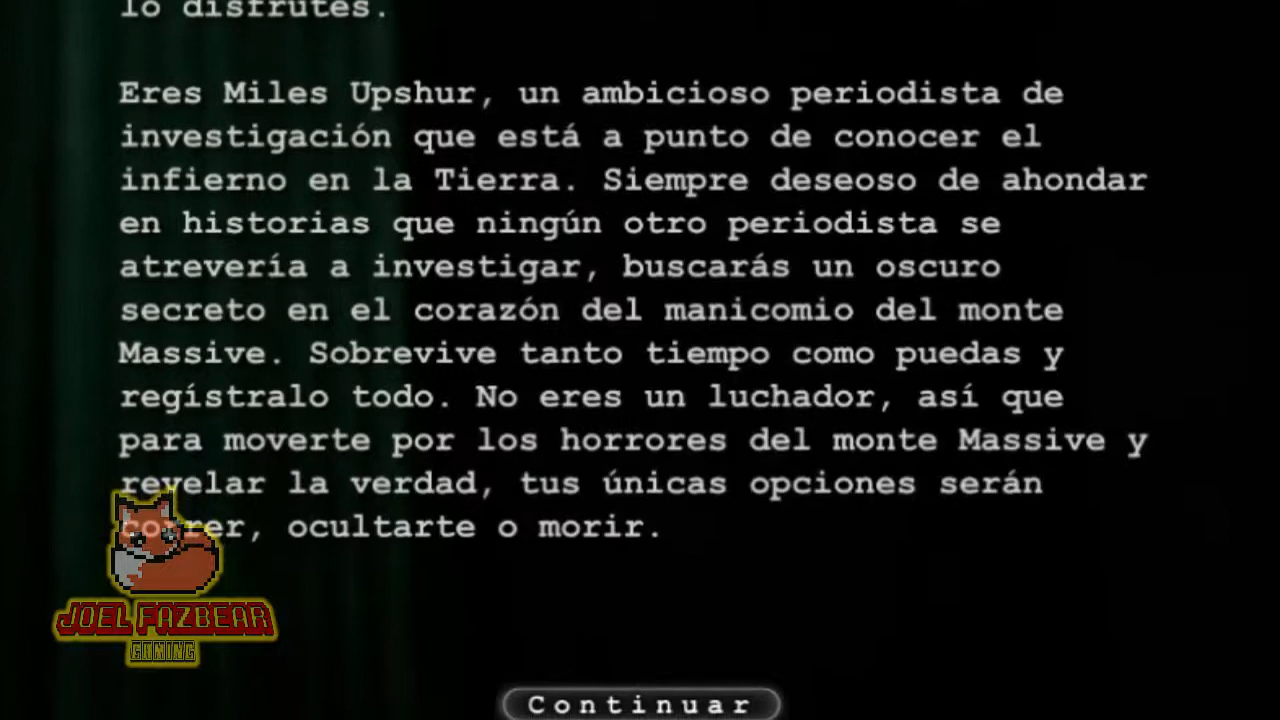 lo disfrutes.
Eres Miles Upshur, un ambicioso periodista de
investigación que está a punto de conocer el
infierno en la Tierra. Siempre deseoso de ahondar
en historias que ningún otro periodista se
atrevería a investigar, buscarás un oscuro
secreto en el corazón del manicomio del monte
Massive. Sobrevive tanto tiempo como puedas y
regístralo todo. No eres un luchador, así que
para moverte por los horrores del monte Massive y
revelar la verdad, tus únicas opciones serán
correr, ocultarte o morir.
JOEL FAZBEAR
GAMING
Continuar